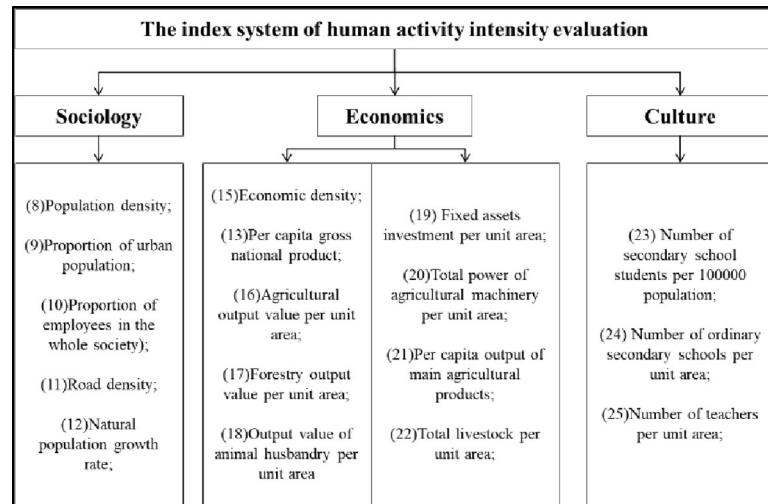 The index system of human activity intensity evaluation
Sociology
Economics
Culture
(8)Population density;
(9)Proportion of urban
population;
(10)Proportion of
employees in the
whole society);
(11)Road density;
(12)Natural
population growth
rate;
(15)Economic density;
(13)Per capita gross
national product;
(16)Agricultural
output value per unit
area;
(17)Forestry output
value per unit area;
(18)Output value of
animal husbandry per
unit area
(19) Fixed assets
investment per unit area;
(20)Total power of
agricultural machinery
per unit area;
(21)Per capita output of
main agricultural
products;
(22)Total livestock per
unit area;
(23) Number of
secondary school
students per 100000
population;
(24) Number of ordinary
secondary schools per
unit area;
(25)Number of teachers
per unit area;